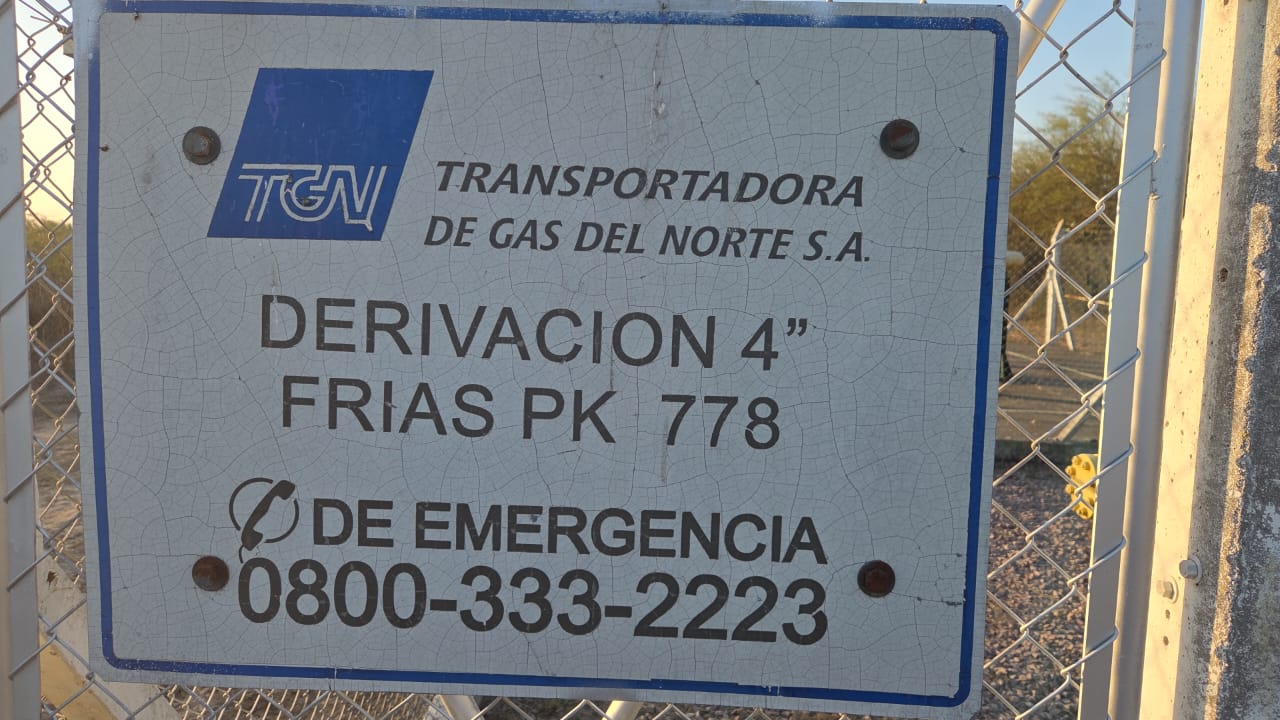 TGN
TRANSPORTADORA
DE GAS DEL NORTE S.A.
DERIVACION 4”
FRIAS PK 778
DE EMERGENCIA
0800-333-2223